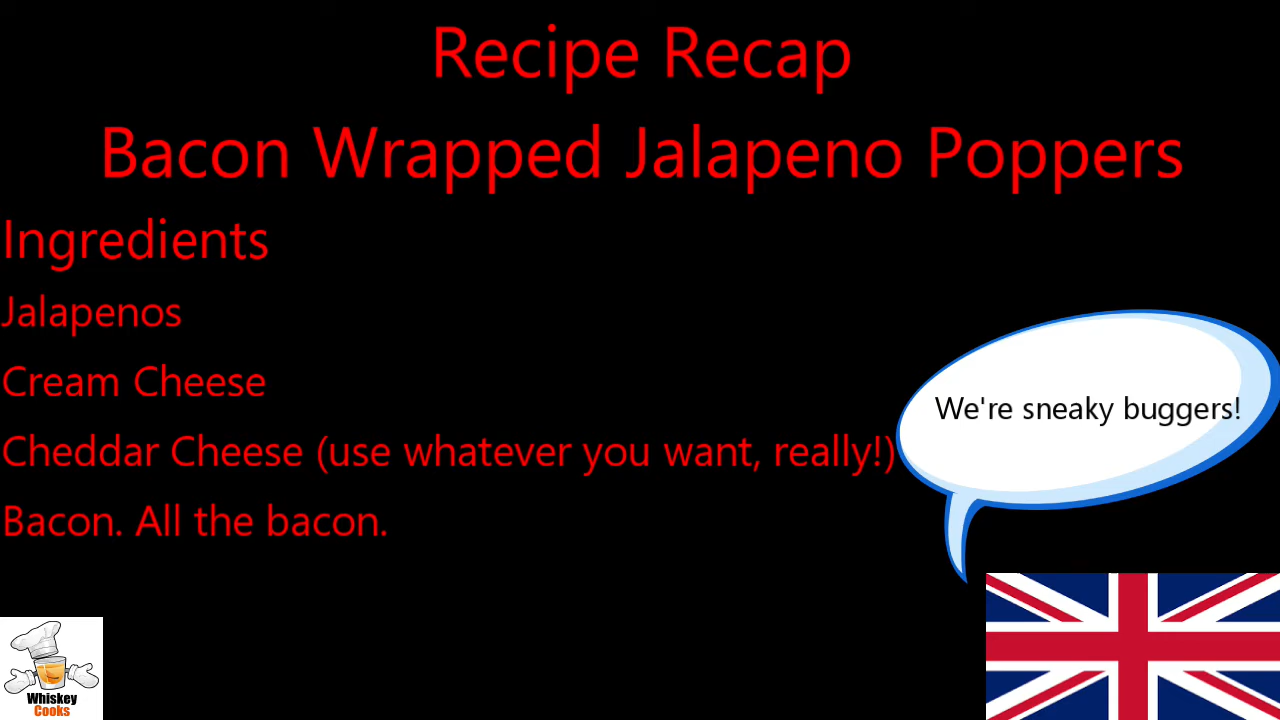 Recipe Recap
Bacon Wrapped Jalapeno Poppers
Ingredients
Jalapenos
Cream Cheese
Cheddar Cheese (use whatever you want, really!)
Bacon. All the bacon.
We're sneaky buggers!
Whiskey
Cooks